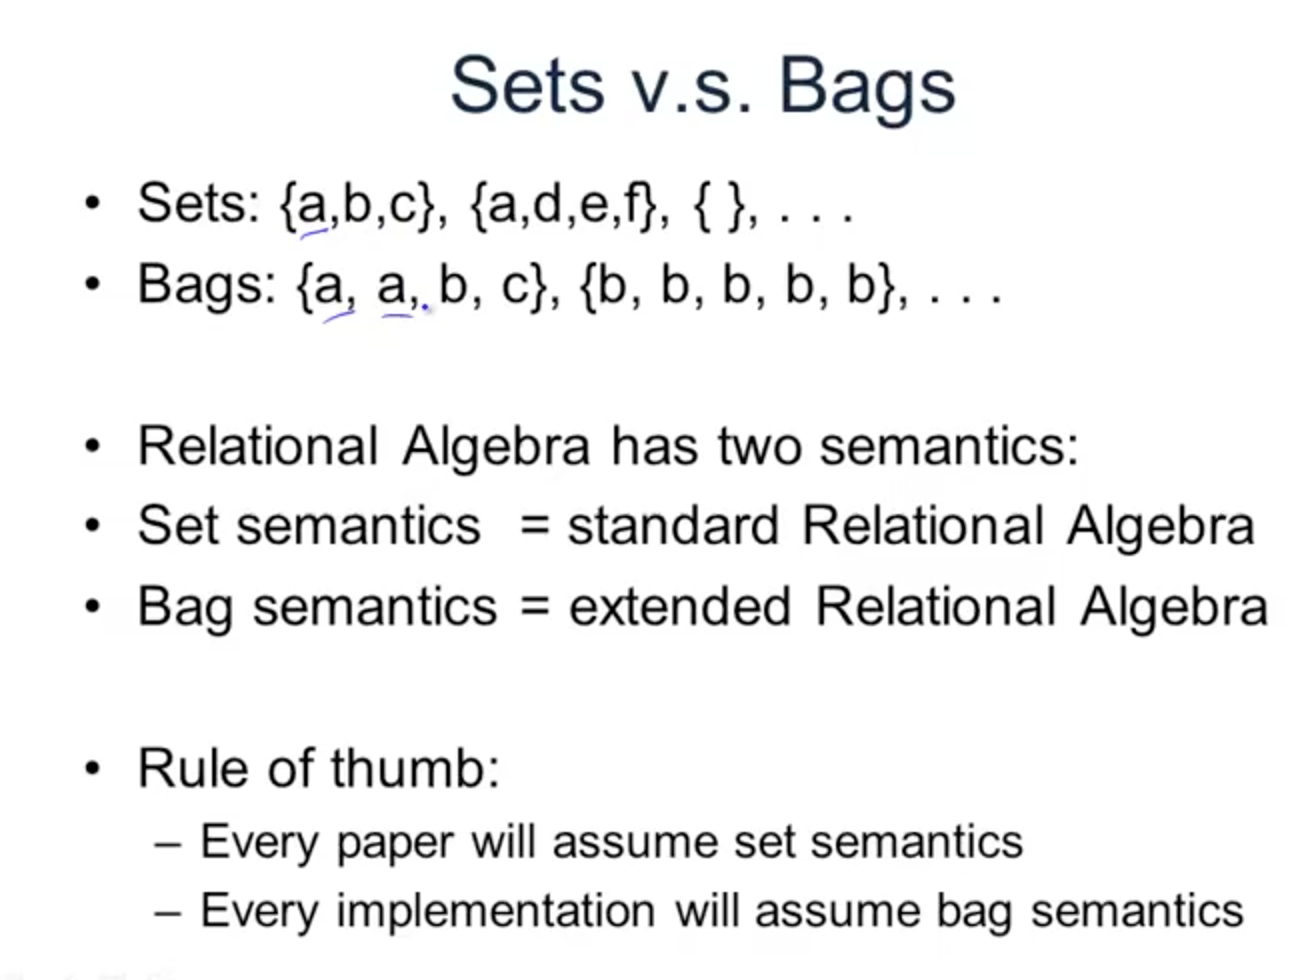 Sets v.s. Bags
• Sets: {a,b,c}, {a,d,e,f}, { }, . . .
• Bags: {a, a, b, c}, {b, b, b, b, b}, . . .
• Relational Algebra has two semantics:
• Set semantics = standard Relational Algebra
• Bag semantics = extended Relational Algebra
• Rule of thumb:
– Every paper will assume set semantics
– Every implementation will assume bag semantics